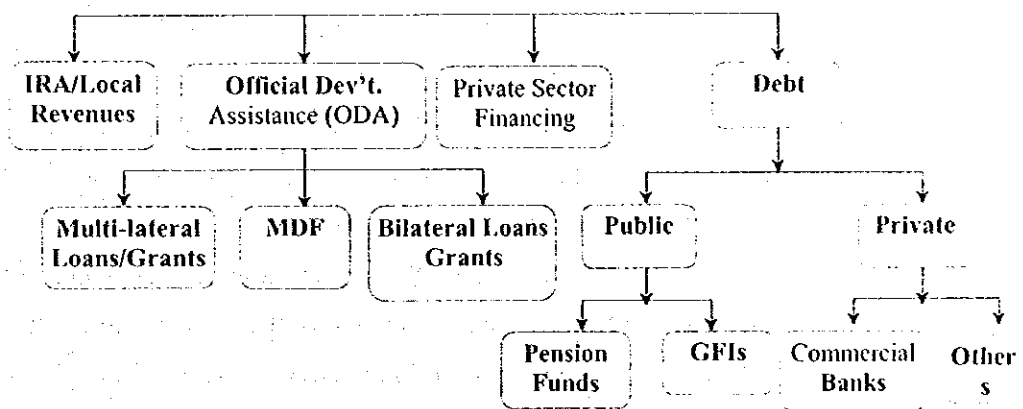 IRA/Local
Revenues
Official Dev't.
Assistance (ODA)
Private Sector
Financing
Debt
Multi-lateral
Loans/Grants
MDF
Bilateral Loans
Grants
Public
Private
Pension
Funds
GFIs
Commercial
Banks
Other
s